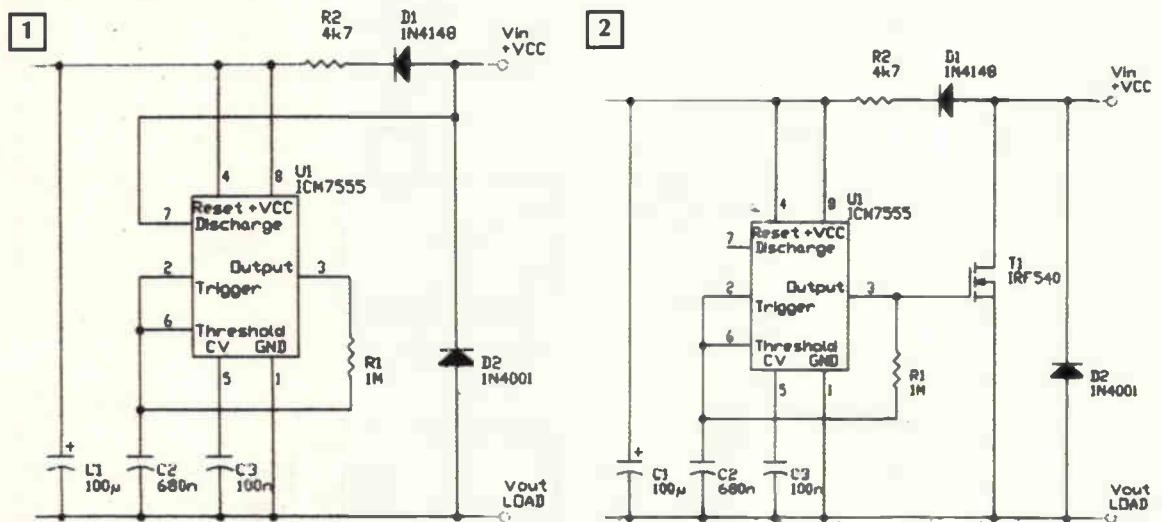 1
R2
4k7
D1
1N4148
Vin
+VCC
4
8
U1
ICM7555
Reset +VCC
7
Discharge
2
Output
3
Trigger
6
Threshold
CV GND
5
1
R1
1M
D2
1N4001
+
C1
100µ
C2
680n
C3
100n
Vout
LOAD
2
R2
4k7
D1
1N4148
Vin
+VCC
4
8
U1
ICM7555
Reset +VCC
7
Discharge
2
Output
3
Trigger
6
Threshold
CV GND
5
1
R1
1M
T1
IRF540
D2
1N4001
+
C1
100µ
C2
680n
C3
100n
Vout
LOAD